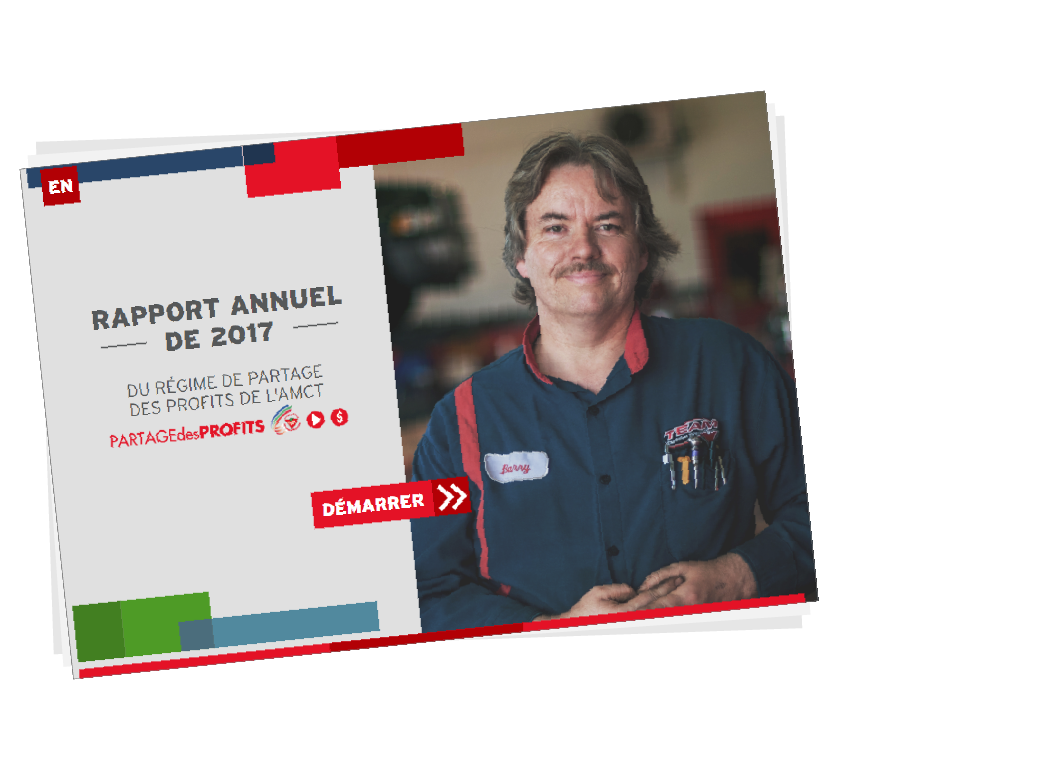 EN
RAPPORT ANNUEL
DE 2017
DU RÉGIME DE PARTAGE
DES PROFITS DE L'AMCT
PARTAGEdesPROFITS $
DÉMARRER
TEAM
Barry